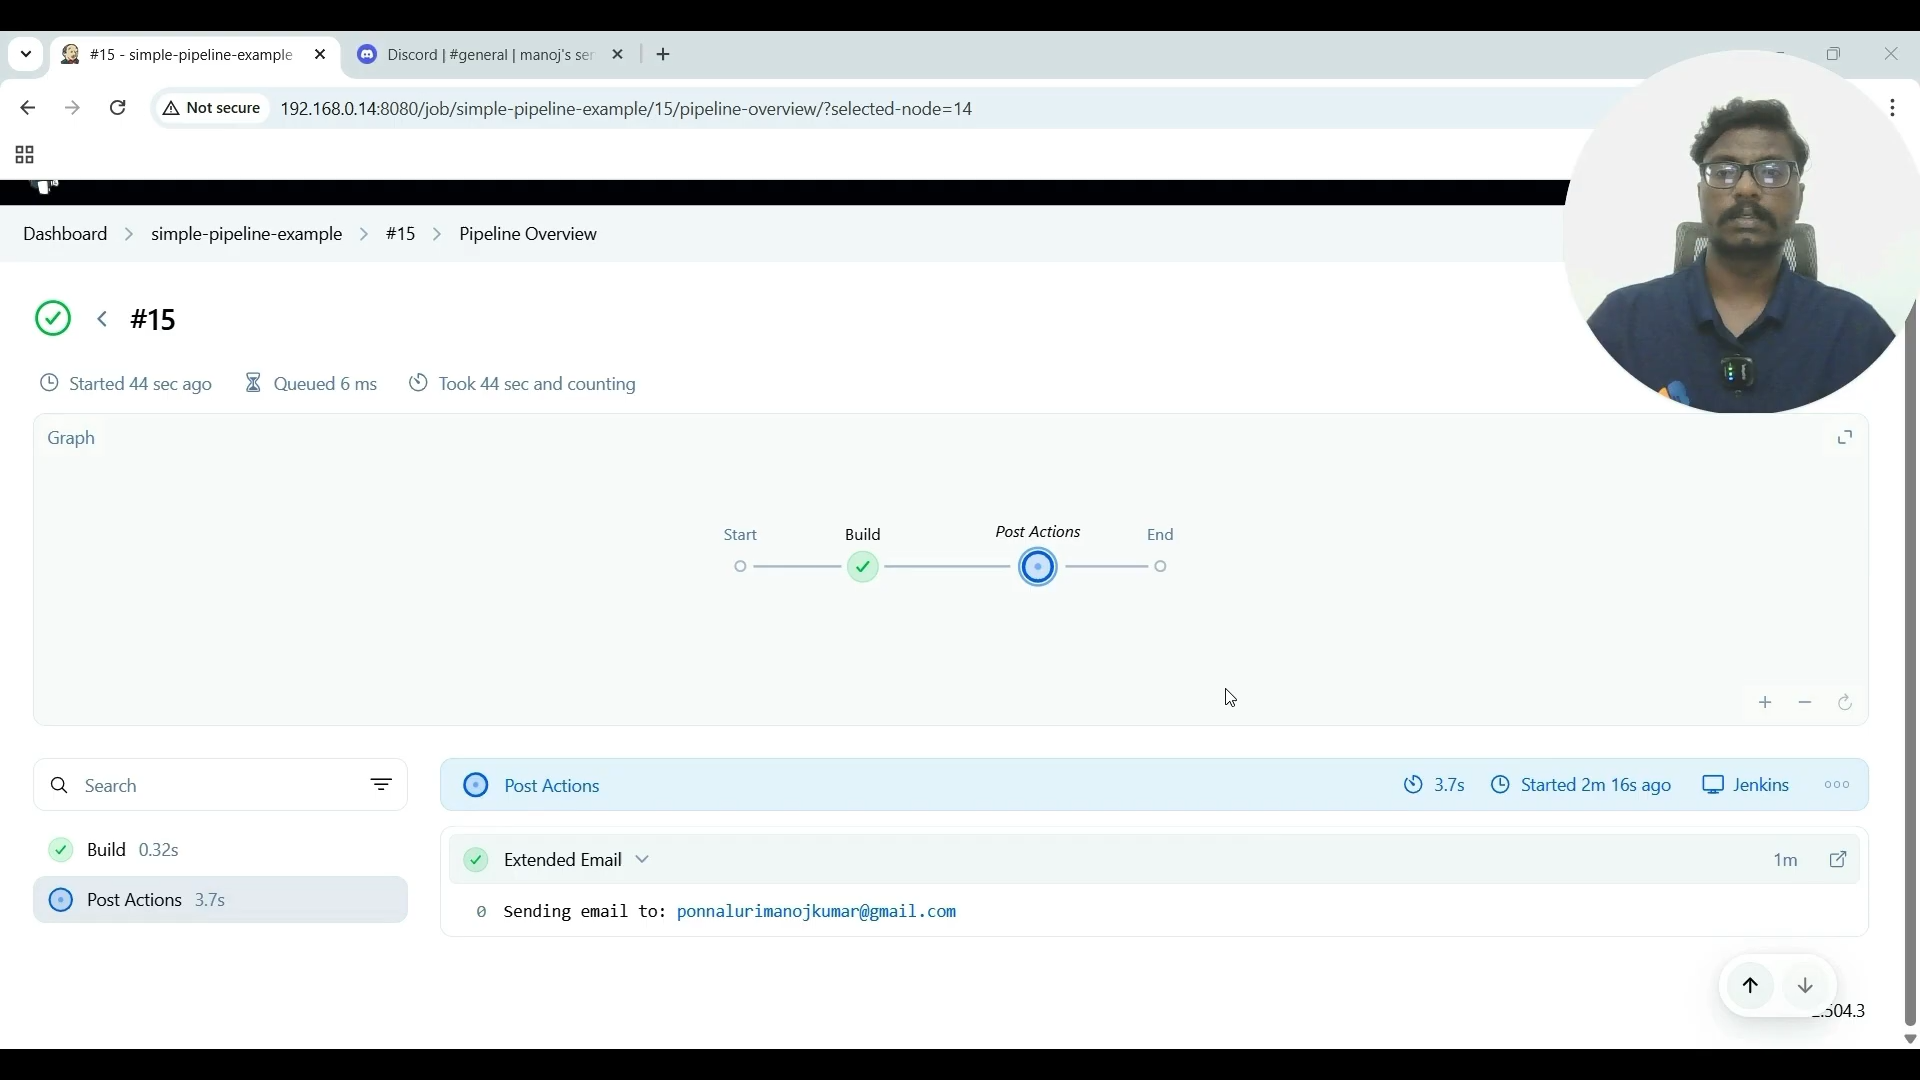 #15 - simple-pipeline-example
Discord | #general | manoj's ser
Not secure
192.168.0.14:8080/job/simple-pipeline-example/15/pipeline-overview/?selected-node=14
Dashboard
simple-pipeline-example
#15
Pipeline Overview
#15
Started 44 sec ago
Queued 6 ms
Took 44 sec and counting
Graph
Start
Build
Post Actions
End
Search
Post Actions
3.7s
Started 2m 16s ago
Jenkins
Build 0.32s
Post Actions 3.7s
Extended Email
1m
0 Sending email to: ponnalurimanojkumar@gmail.com
.504.3